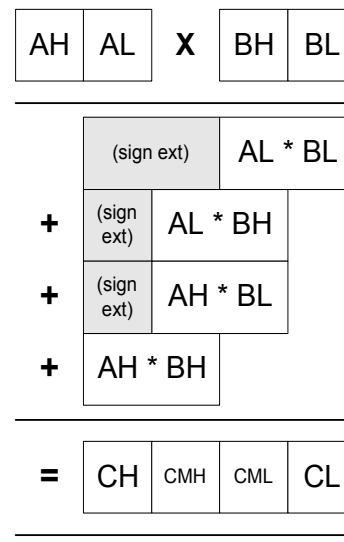 AH AL X BH BL
(sign ext) AL * BL
+ (sign
ext) AL * BH
+ (sign
ext) AH * BL
+ AH * BH
= CH CMH CML CL